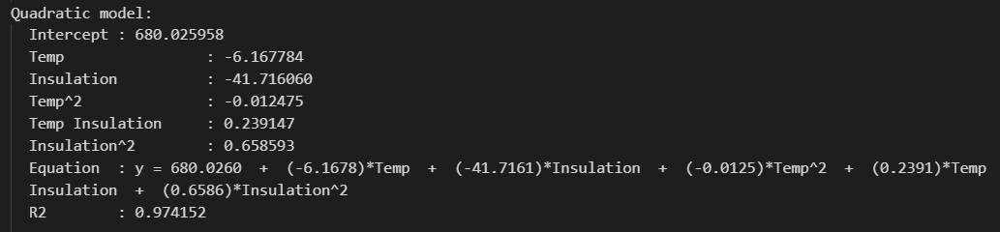 Quadratic model:
Intercept : 680.025958
Temp : -6.167784
Insulation : -41.716060
Temp^2 : -0.012475
Temp Insulation : 0.239147
Insulation^2 : 0.658593
Equation : y = 680.0260 + (-6.1678)*Temp + (-41.7161)*Insulation + (-0.0125)*Temp^2 + (0.2391)*Temp
Insulation + (0.6586)*Insulation^2
R2 : 0.974152